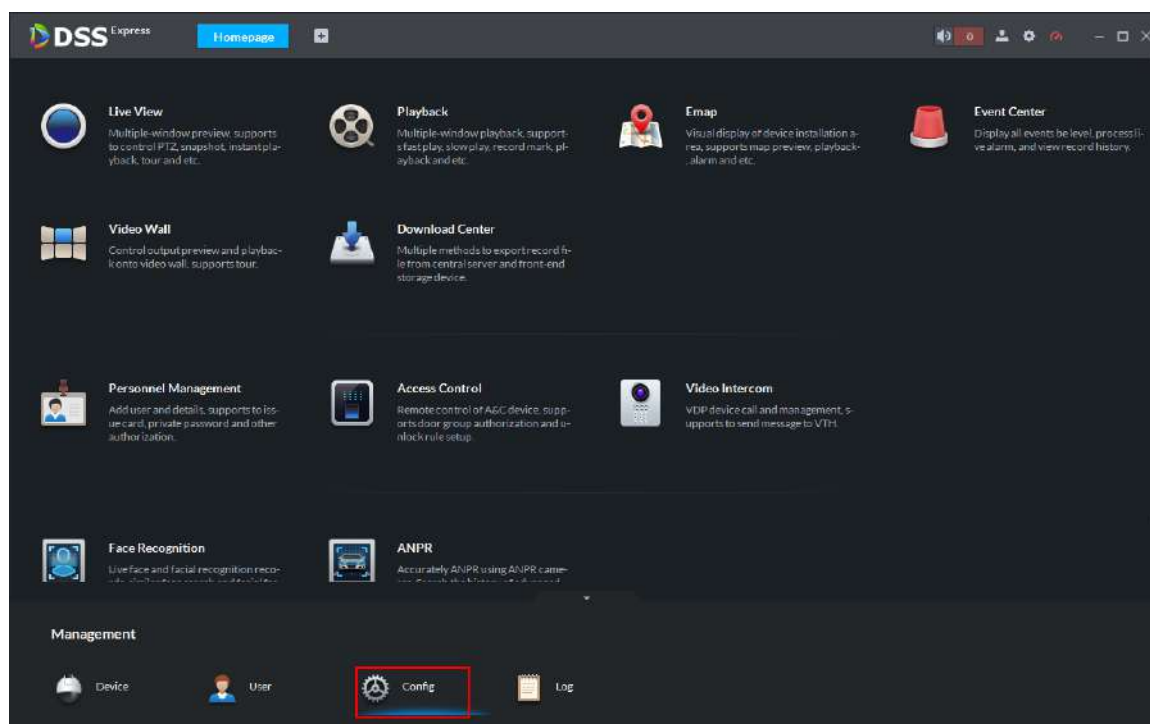 DSS Express
Homepage
0
Live View
Multiple-window preview, supports
to control PTZ, snapshot, instant pla-
yback, tour and etc.
Playback
Multiple-window playback, support-
s fast play, slow play, record mark, pl-
ayback and etc.
Emap
Visual display of device installation a-
rea, supports map preview, playback-
, alarm and etc.
Event Center
Display all events be level, process li-
ve alarm, and view record history.
Video Wall
Control output preview and playbac-
k onto video wall, supports tour.
Download Center
Multiple methods to export record fi-
le from central server and front-end
storage device.
Personnel Management
Add user and details, supports to iss-
ue card, private password and other
authorization.
Access Control
Remote control of A&C device, supp-
orts door group authorization and u-
nlock rule setup.
Video Intercom
VDP device call and management, s-
upports to send message to VTH.
Face Recognition
Live face and facial recognition reco-
ANPR
Accurately ANPR using ANPR came-
Management
Device
User
Config
Log